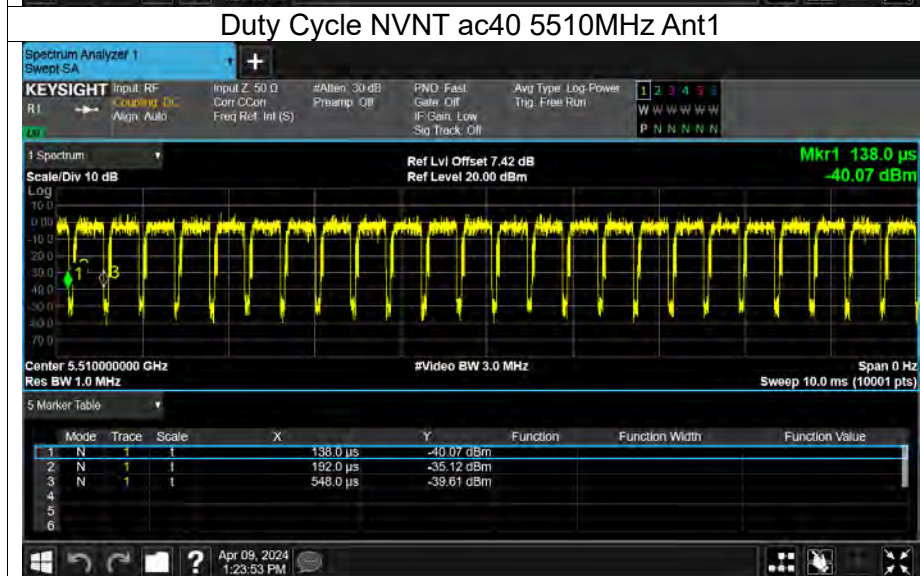 Duty Cycle NVNT ac40 5510MHz Ant1
Spectrum Analyzer 1
Swept SA
+
KEYSIGHT Input: RF Input Z: 50 Ω #Atten: 30 dB PNO: Fast Avg Type: Log-Power 1 2 3 4 5 6
Coupling: DC Corr CCorr Preamp: Off Gate: Off Trig: Free Run W W W W W W
Align: Auto Freq Ref: Int (S) IF Gain: Low
Sig Track: Off P N N N N N
1 Spectrum Ref Lvl Offset 7.42 dB Mkr1 138.0 µs
Scale/Div 10 dB Ref Level 20.00 dBm -40.07 dBm
Log
10.0
0.00
-10.0
-20.0
-30.0 1 3
-40.0
-50.0
-60.0
-70.0
Center 5.510000000 GHz #Video BW 3.0 MHz Span 0 Hz
Res BW 1.0 MHz Sweep 10.0 ms (10001 pts)
5 Marker Table
Mode Trace Scale X Y Function Function Width Function Value
1 N 1 t 138.0 µs -40.07 dBm
2 N 1 t 192.0 µs -35.12 dBm
3 N 1 t 548.0 µs -39.61 dBm
4
5
6
? Apr 09, 2024
1:23:53 PM